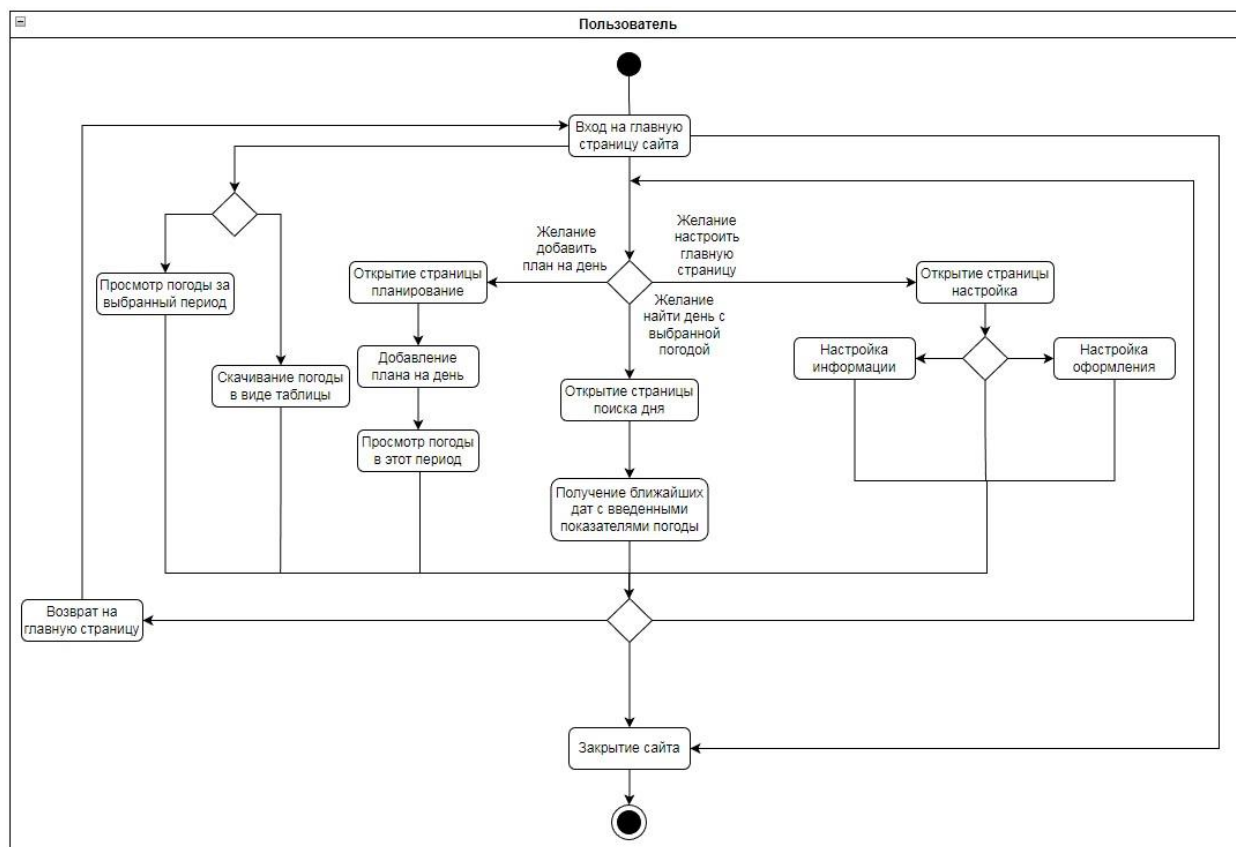 Пользователь
Вход на главную
страницу сайта
Желание
добавить
план на день
Желание
настроить
главную
страницу
Просмотр погоды за
выбранный период
Открытие страницы
планирование
Открытие страницы
настройка
Желание
найти день с
выбранной
погодой
Скачивание погоды
в виде таблицы
Добавление
плана на день
Настройка
информации
Настройка
оформления
Открытие страницы
поиска дня
Просмотр погоды
в этот период
Получение ближайших
дат с введенными
показателями погоды
Возврат на
главную страницу
Закрытие сайта